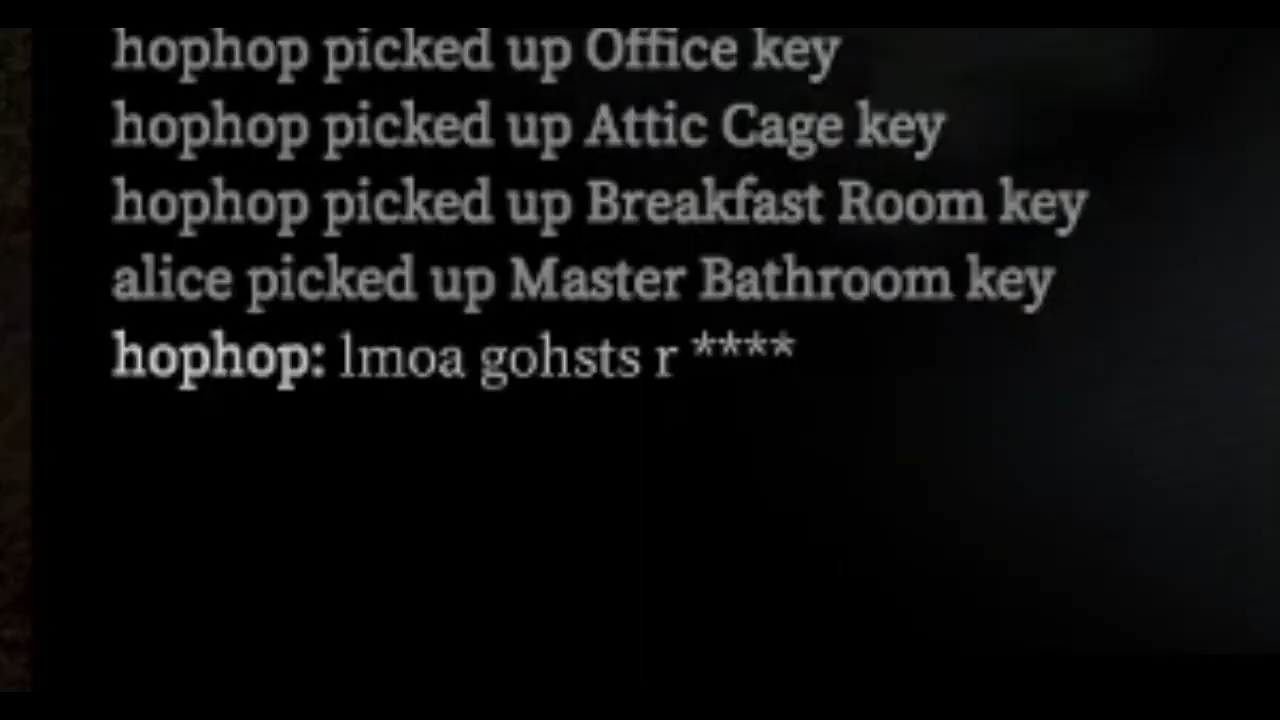 hophop picked up Office key
hophop picked up Attic Cage key
hophop picked up Breakfast Room key
alice picked up Master Bathroom key
hophop: lmoa gohsts r ****